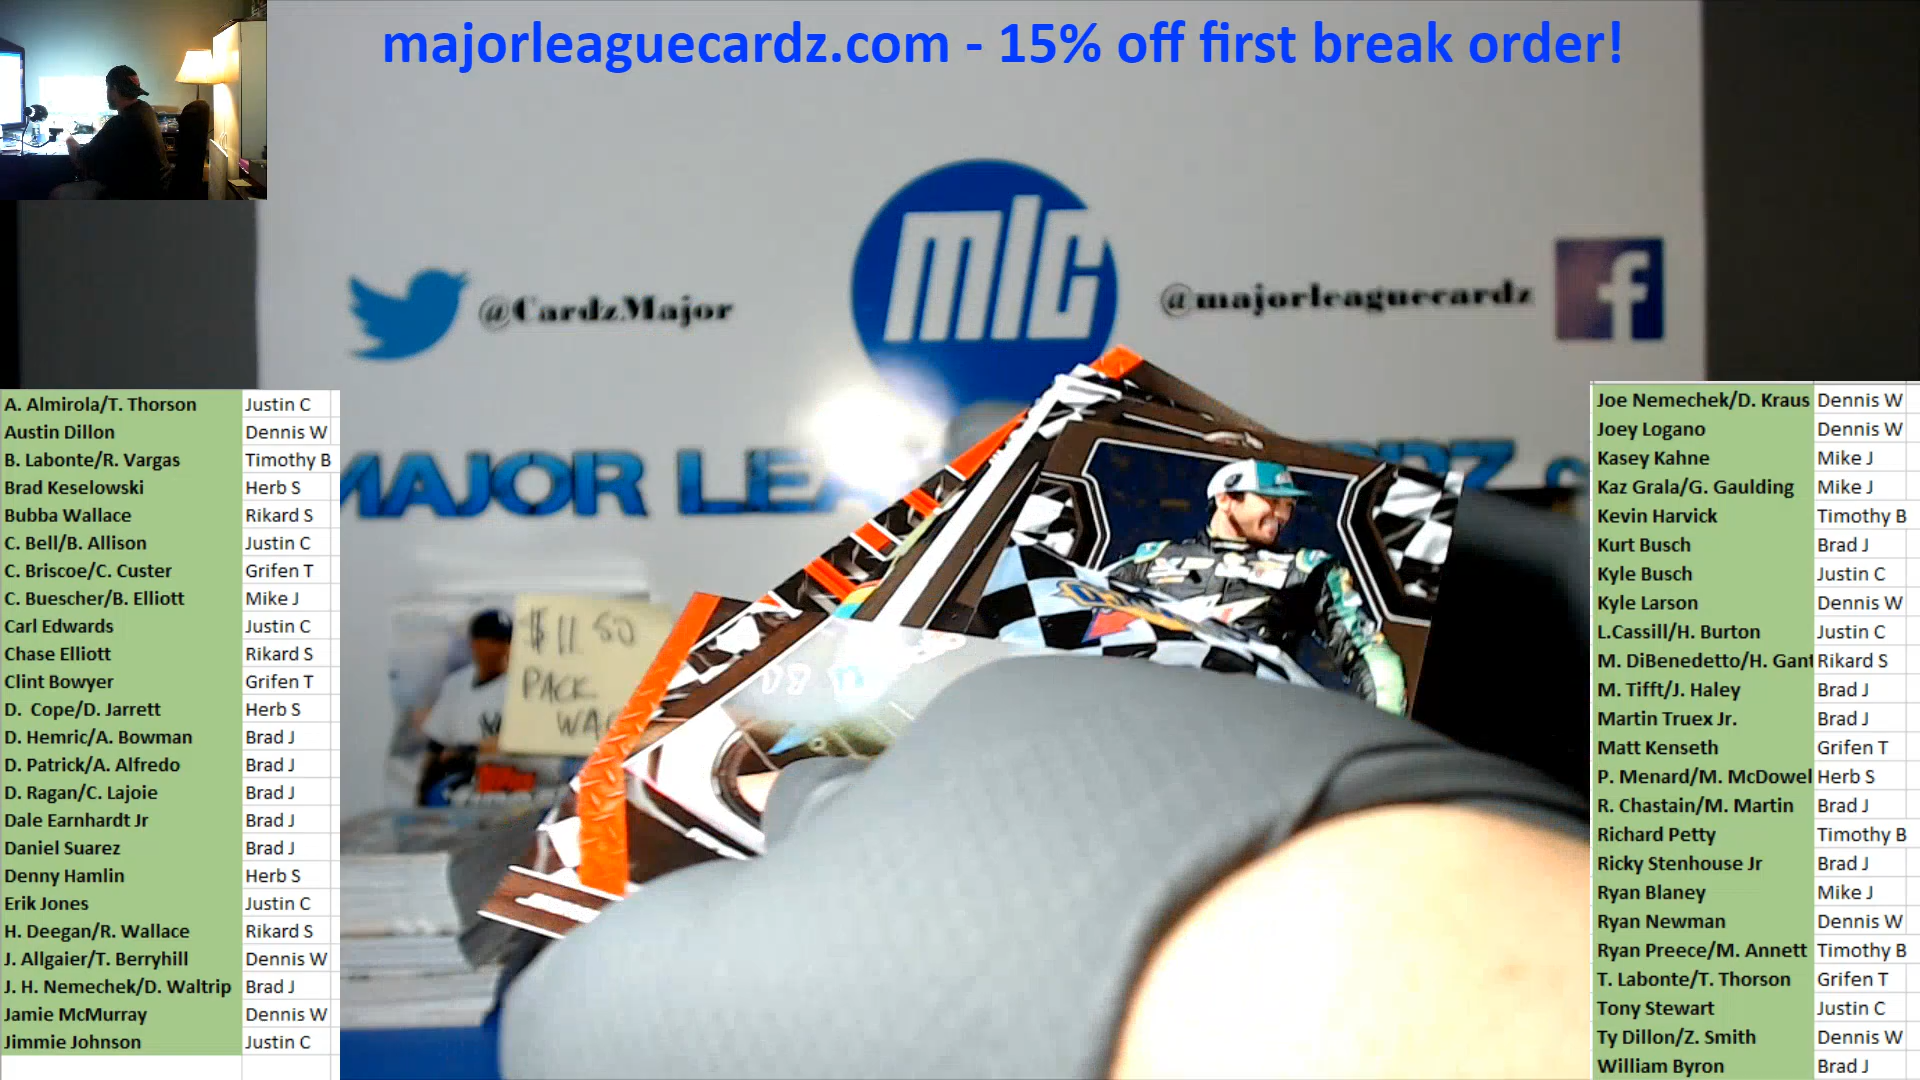 majorleaguecardz.com - 15% off first break order!
mlc
@CardzMajor
@majorleaguecardz
f
MAJOR LEA
$11 50
PACK
A. Almirola/T. Thorson Justin C
Austin Dillon Dennis W
B. Labonte/R. Vargas Timothy B
Brad Keselowski Herb S
Bubba Wallace Rikard S
C. Bell/B. Allison Justin C
C. Briscoe/C. Custer Grifen T
C. Buescher/B. Elliott Mike J
Carl Edwards Justin C
Chase Elliott Rikard S
Clint Bowyer Grifen T
D. Cope/D. Jarrett Herb S
D. Hemric/A. Bowman Brad J
D. Patrick/A. Alfredo Brad J
D. Ragan/C. Lajoie Brad J
Dale Earnhardt Jr Brad J
Daniel Suarez Brad J
Denny Hamlin Herb S
Erik Jones Justin C
H. Deegan/R. Wallace Rikard S
J. Allgaier/T. Berryhill Dennis W
J. H. Nemechek/D. Waltrip Brad J
Jamie McMurray Dennis W
Jimmie Johnson Justin C
Joe Nemechek/D. Kraus Dennis W
Joey Logano Dennis W
Kasey Kahne Mike J
Kaz Grala/G. Gaulding Mike J
Kevin Harvick Timothy B
Kurt Busch Brad J
Kyle Busch Justin C
Kyle Larson Dennis W
L.Cassill/H. Burton Justin C
M. DiBenedetto/H. Gant Rikard S
M. Tifft/J. Haley Brad J
Martin Truex Jr. Brad J
Matt Kenseth Grifen T
P. Menard/M. McDowel Herb S
R. Chastain/M. Martin Brad J
Richard Petty Timothy B
Ricky Stenhouse Jr Brad J
Ryan Blaney Mike J
Ryan Newman Dennis W
Ryan Preece/M. Annett Timothy B
T. Labonte/T. Thorson Grifen T
Tony Stewart Justin C
Ty Dillon/Z. Smith Dennis W
William Byron Brad J